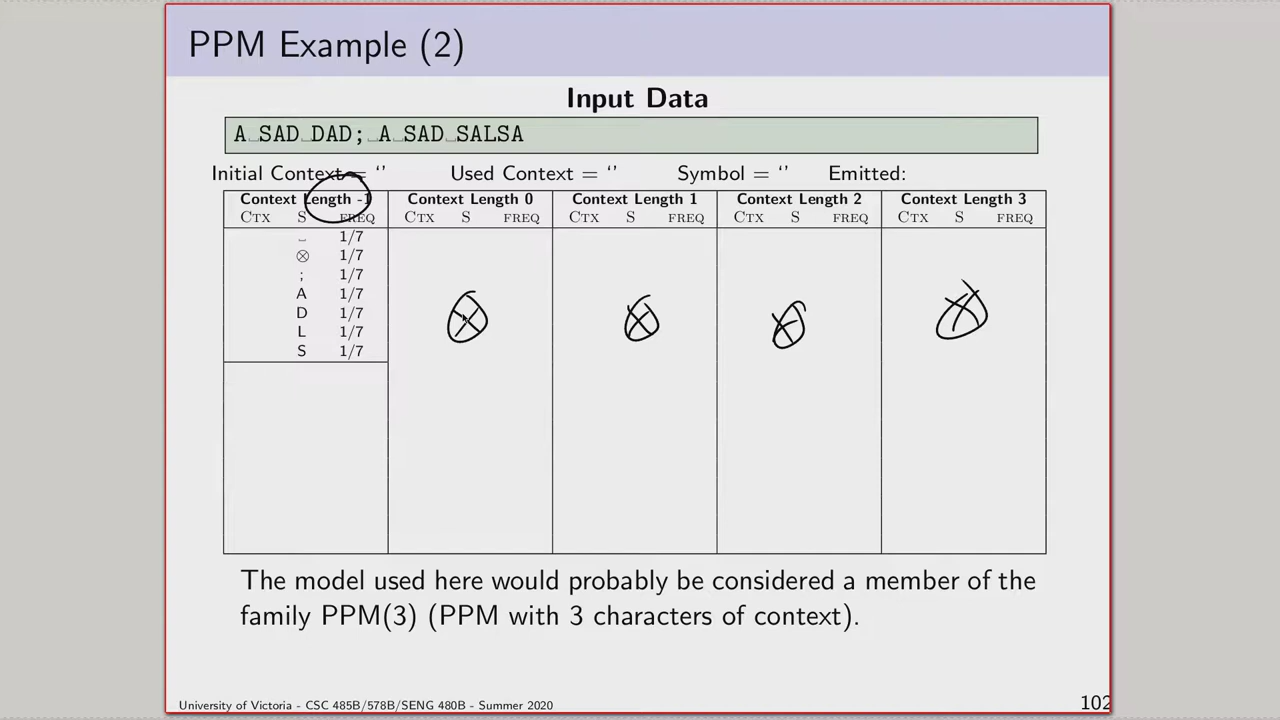 PPM Example (2)
Input Data
A␣SAD␣DAD;␣A␣SAD␣SALSA
Initial Context = ‘’ Used Context = ‘’ Symbol = ‘’ Emitted:
Context Length -1 Context Length 0 Context Length 1 Context Length 2 Context Length 3
CTX S FREQ CTX S FREQ CTX S FREQ CTX S FREQ CTX S FREQ
␣ 1/7
⊗ 1/7
; 1/7
A 1/7
D 1/7
L 1/7
S 1/7
The model used here would probably be considered a member of the
family PPM(3) (PPM with 3 characters of context).
University of Victoria - CSC 485B/578B/SENG 480B - Summer 2020
102